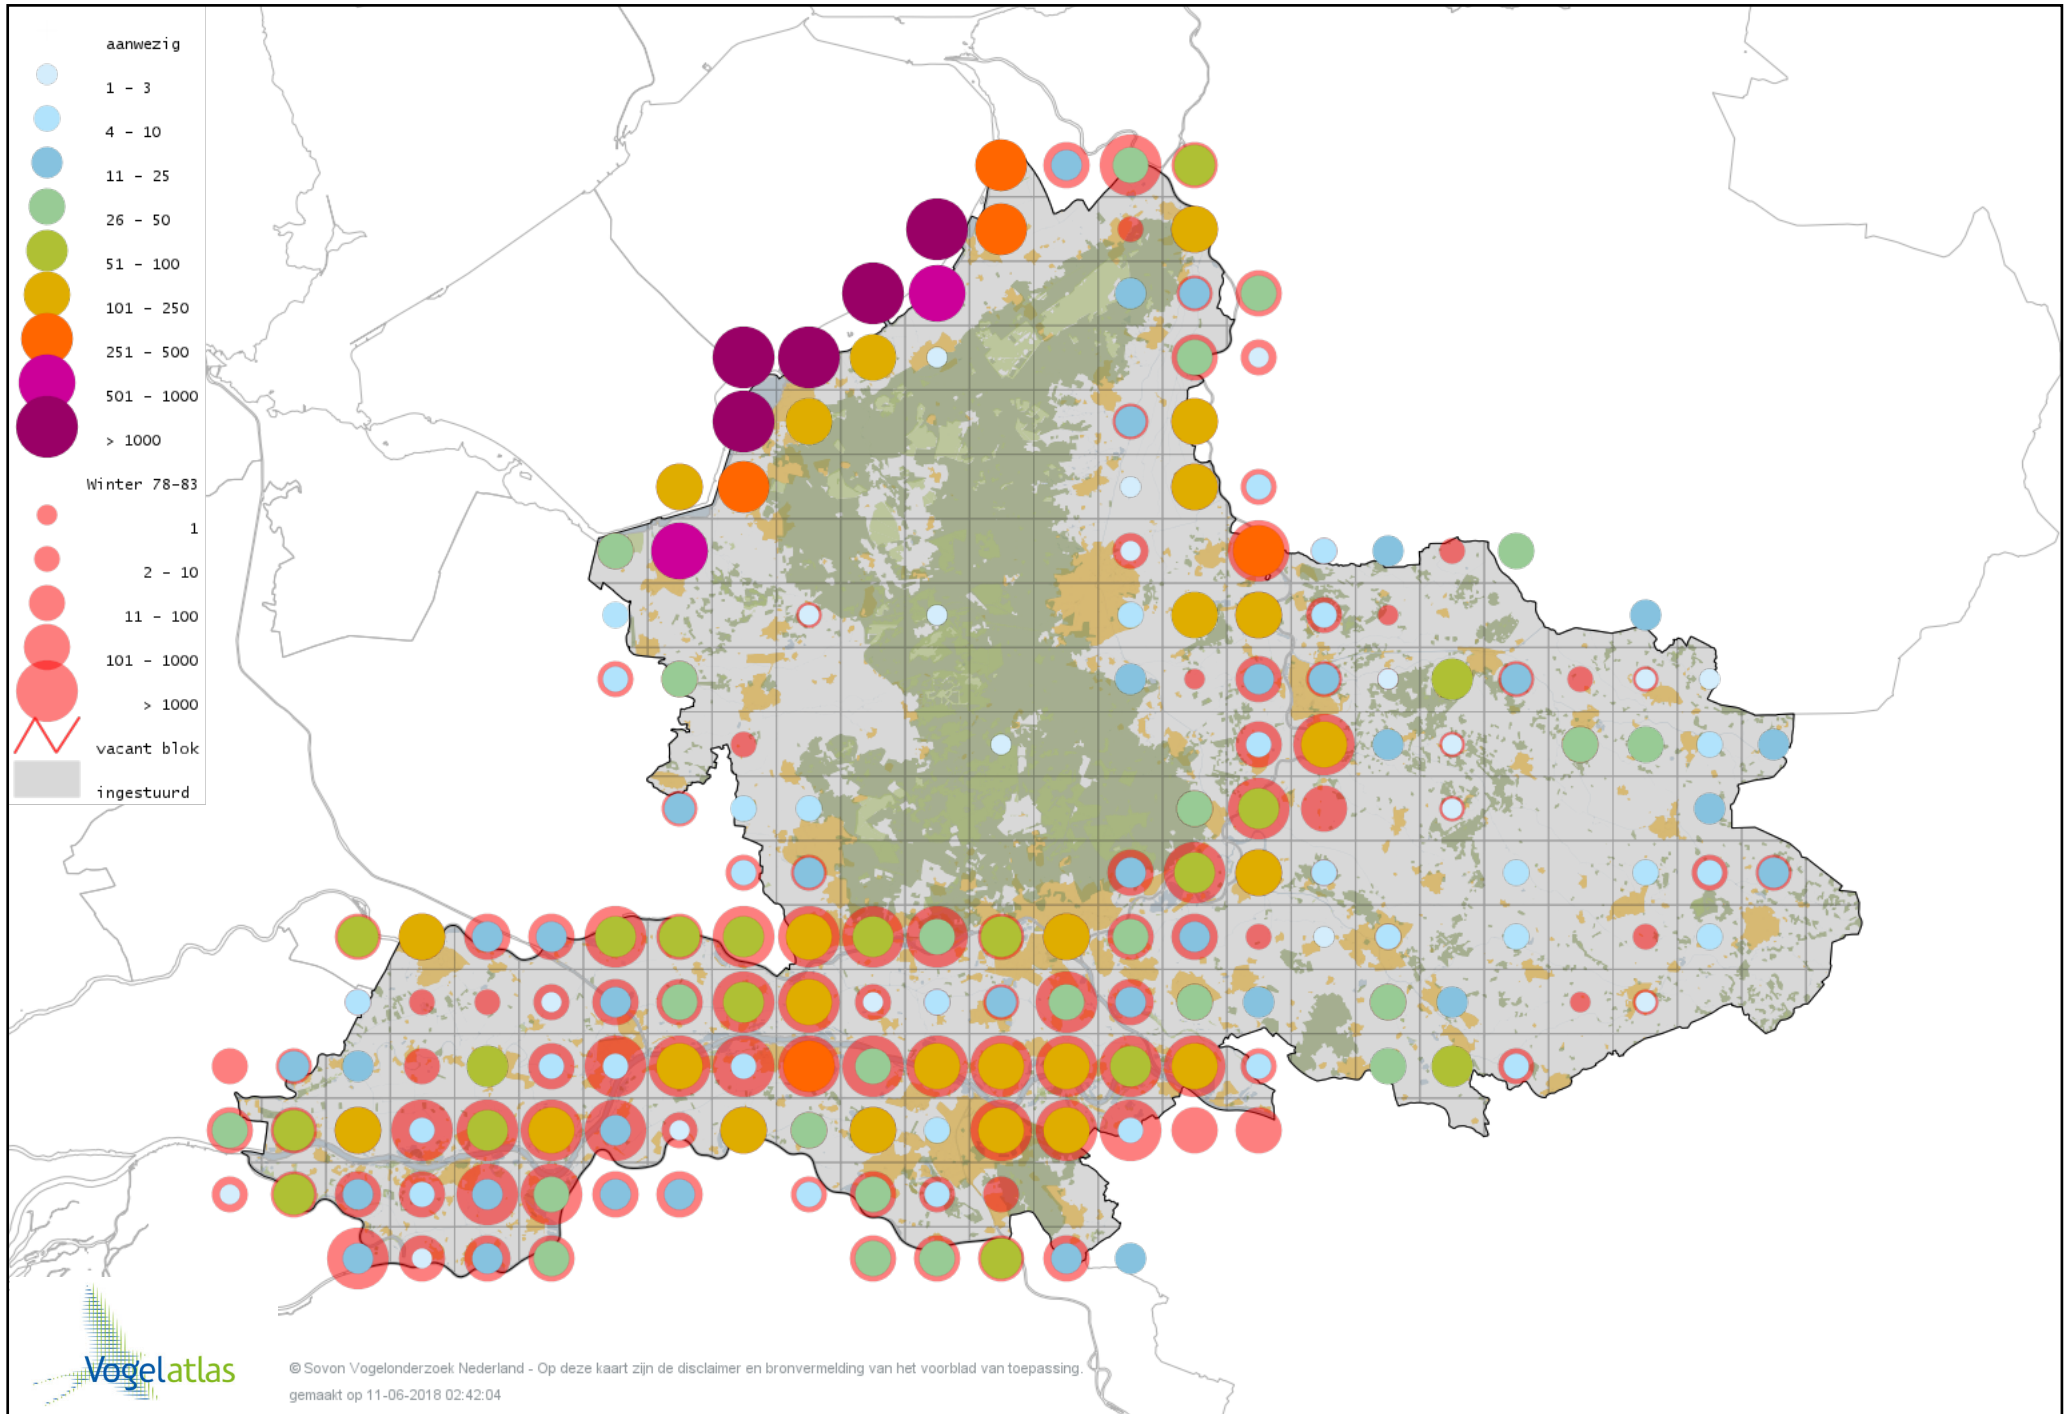 aanwezig
1 - 3
4 - 10
11 - 25
26 - 50
51 - 100
101 - 250
251 - 500
501 - 1000
> 1000
Winter 78-83
1
2 - 10
11 - 100
101 - 1000
> 1000
vacant blok
ingestuurd
Vogelatlas
© Sovon Vogelonderzoek Nederland - Op deze kaart zijn de disclaimer en bronvermelding van het voorblad van toepassing.
gemaakt op 11-06-2018 02:42:04